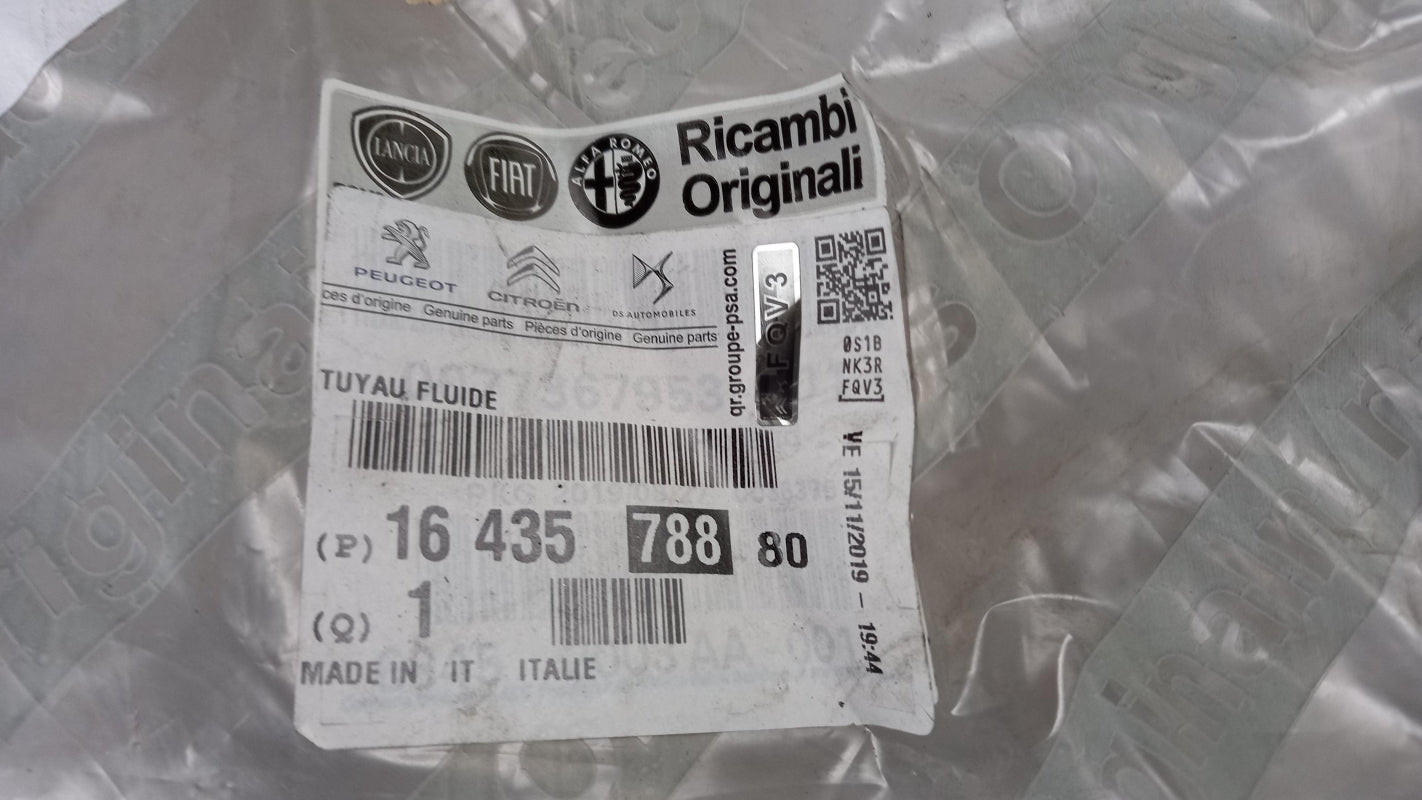 LANCIA
FIAT
ALFA ROMEO
Ricambi
Originali
PEUGEOT
CITROËN
DS AUTOMOBILES
ces d'origine Genuine parts Pièces d'origine Genuine parts
qr.groupe-psa.com
FQV3
0S1B
NK3R
FQV3
TUYAU FLUIDE
(P) 16 435 788 80
(Q) 1
MADE IN IT ITALIE
VE 15/11/2019 - 19:44